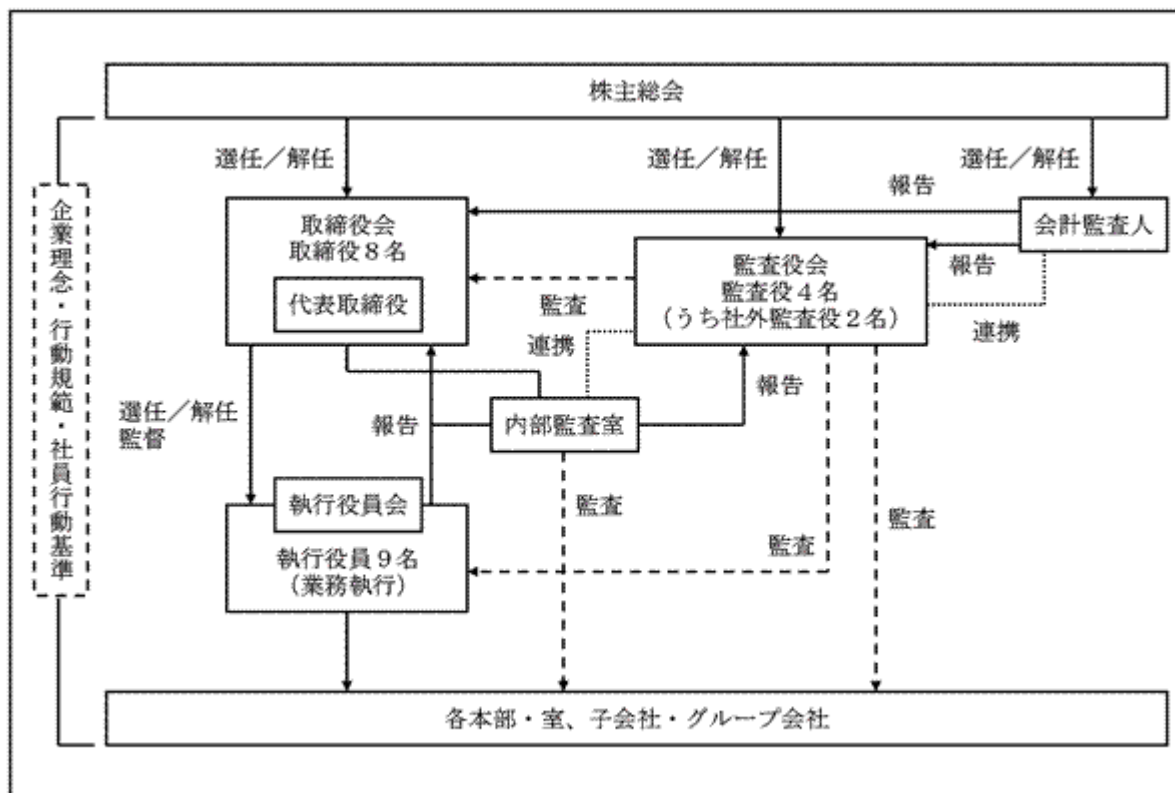 株主総会
選任／解任
選任／解任
選任／解任
報告
企業理念・行動規範・社員行動基準
取締役会
取締役８名
代表取締役
会計監査人
監査役会
監査役４名
（うち社外監査役２名）
報告
監査
連携
連携
選任／解任
監督
報告
内部監査室
報告
執行役員会
執行役員９名
（業務執行）
監査
監査
監査
各本部・室、子会社・グループ会社